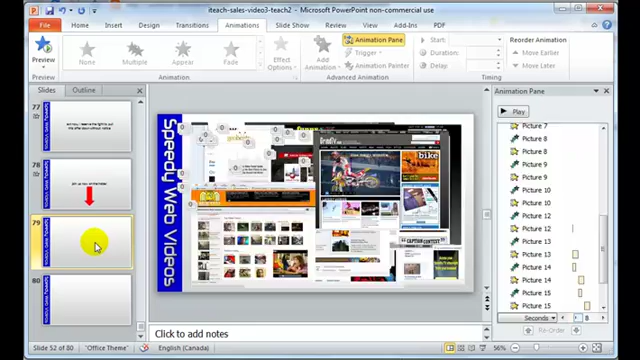 iteach-sales-video3-teach2 - Microsoft PowerPoint non-commercial use
File Home Insert Design Transitions Animations Slide Show Review View Add-Ins PDF
Preview
None
Multiple
Appear
Fade
Effect Options
Add Animation
Animation Pane
Trigger
Animation Painter
Start:
Duration:
Delay:
Reorder Animation
Move Earlier
Move Later
Preview
Animation
Advanced Animation
Timing
Slides Outline
Animation Pane
77
78
79
80
Speedy Web Videos
bike
CAPTION CONTEST
Play
Picture 7
Picture 8
Picture 8
Picture 9
Picture 9
Picture 10
Picture 10
Picture 12
Picture 12
Picture 13
Picture 13
Picture 14
Picture 14
Picture 15
Picture 15
Seconds
8
Re-Order
Click to add notes
Slide 52 of 80
"Office Theme"
English (Canada)
56%